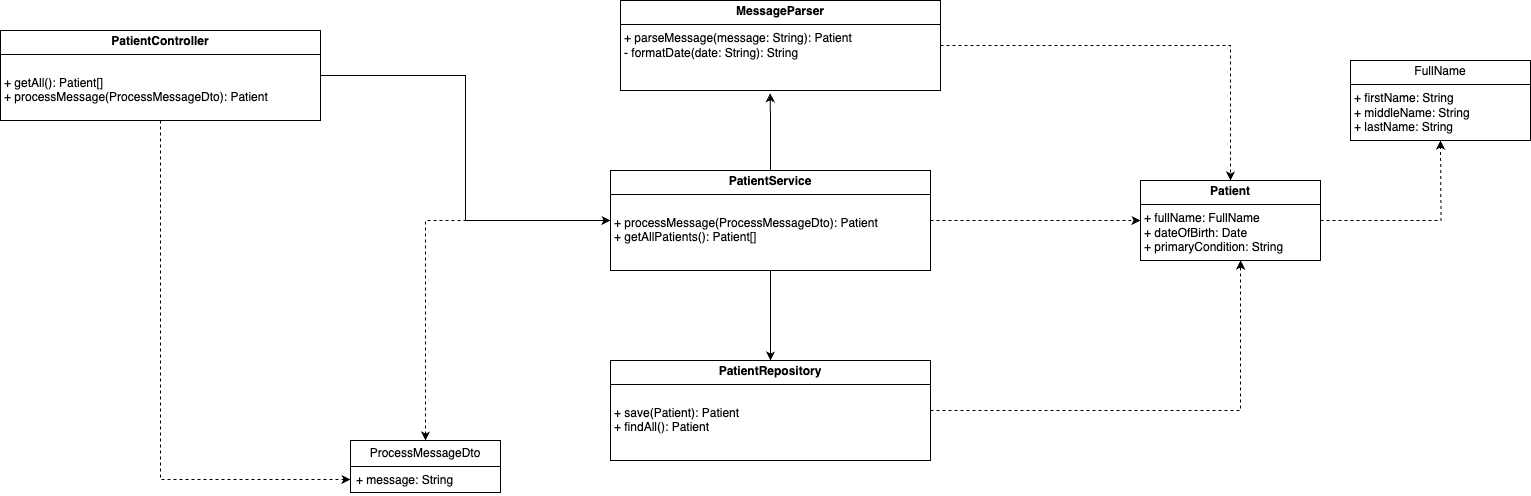 PatientController
+ getAll(): Patient[]
+ processMessage(ProcessMessageDto): Patient
MessageParser
+ parseMessage(message: String): Patient
- formatDate(date: String): String
FullName
+ firstName: String
+ middleName: String
+ lastName: String
PatientService
+ processMessage(ProcessMessageDto): Patient
+ getAllPatients(): Patient[]
Patient
+ fullName: FullName
+ dateOfBirth: Date
+ primaryCondition: String
PatientRepository
+ save(Patient): Patient
+ findAll(): Patient
ProcessMessageDto
+ message: String